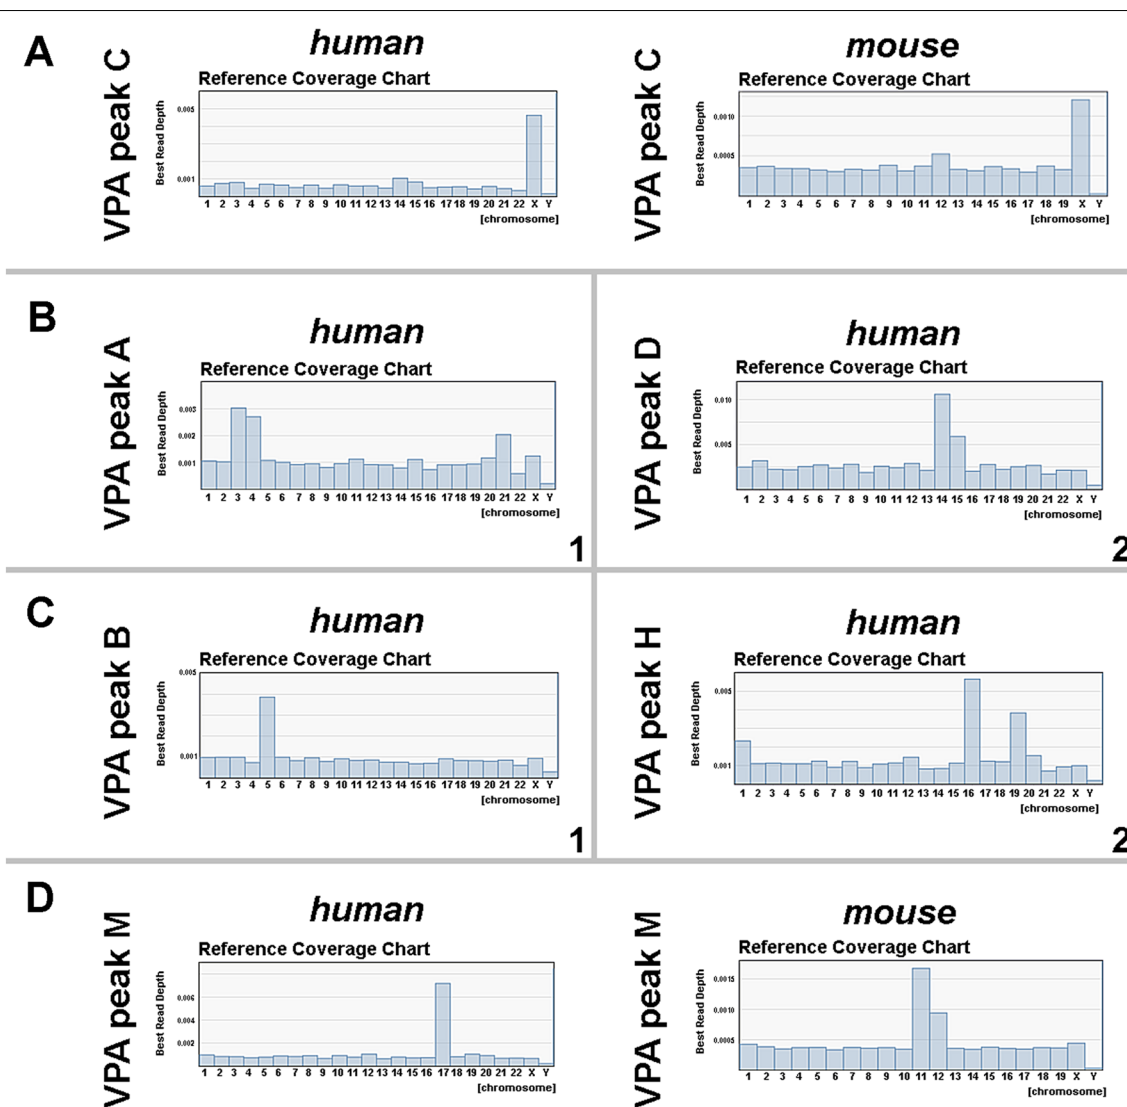 A
VPA peak C
human
Reference Coverage Chart
Best Read Depth
0.005
0.001
1 2 3 4 5 6 7 8 9 10 11 12 13 14 15 16 17 18 19 20 21 22 X Y
[chromosome]
VPA peak C
mouse
Reference Coverage Chart
Best Read Depth
0.0010
0.0005
1 2 3 4 5 6 7 8 9 10 11 12 13 14 15 16 17 18 19 X Y
[chromosome]
B
VPA peak A
human
Reference Coverage Chart
Best Read Depth
0.003
0.002
0.001
1 2 3 4 5 6 7 8 9 10 11 12 13 14 15 16 17 18 19 20 21 22 X Y
[chromosome]
1
VPA peak D
human
Reference Coverage Chart
Best Read Depth
0.010
0.005
1 2 3 4 5 6 7 8 9 10 11 12 13 14 15 16 17 18 19 20 21 22 X Y
[chromosome]
2
C
VPA peak B
human
Reference Coverage Chart
Best Read Depth
0.005
0.001
1 2 3 4 5 6 7 8 9 10 11 12 13 14 15 16 17 18 19 20 21 22 X Y
[chromosome]
1
VPA peak H
human
Reference Coverage Chart
Best Read Depth
0.005
0.001
1 2 3 4 5 6 7 8 9 10 11 12 13 14 15 16 17 18 19 20 21 22 X Y
[chromosome]
2
D
VPA peak M
human
Reference Coverage Chart
Best Read Depth
0.006
0.004
0.002
1 2 3 4 5 6 7 8 9 10 11 12 13 14 15 16 17 18 19 20 21 22 X Y
[chromosome]
VPA peak M
mouse
Reference Coverage Chart
Best Read Depth
0.0015
0.0010
0.0005
1 2 3 4 5 6 7 8 9 10 11 12 13 14 15 16 17 18 19 X Y
[chromosome]